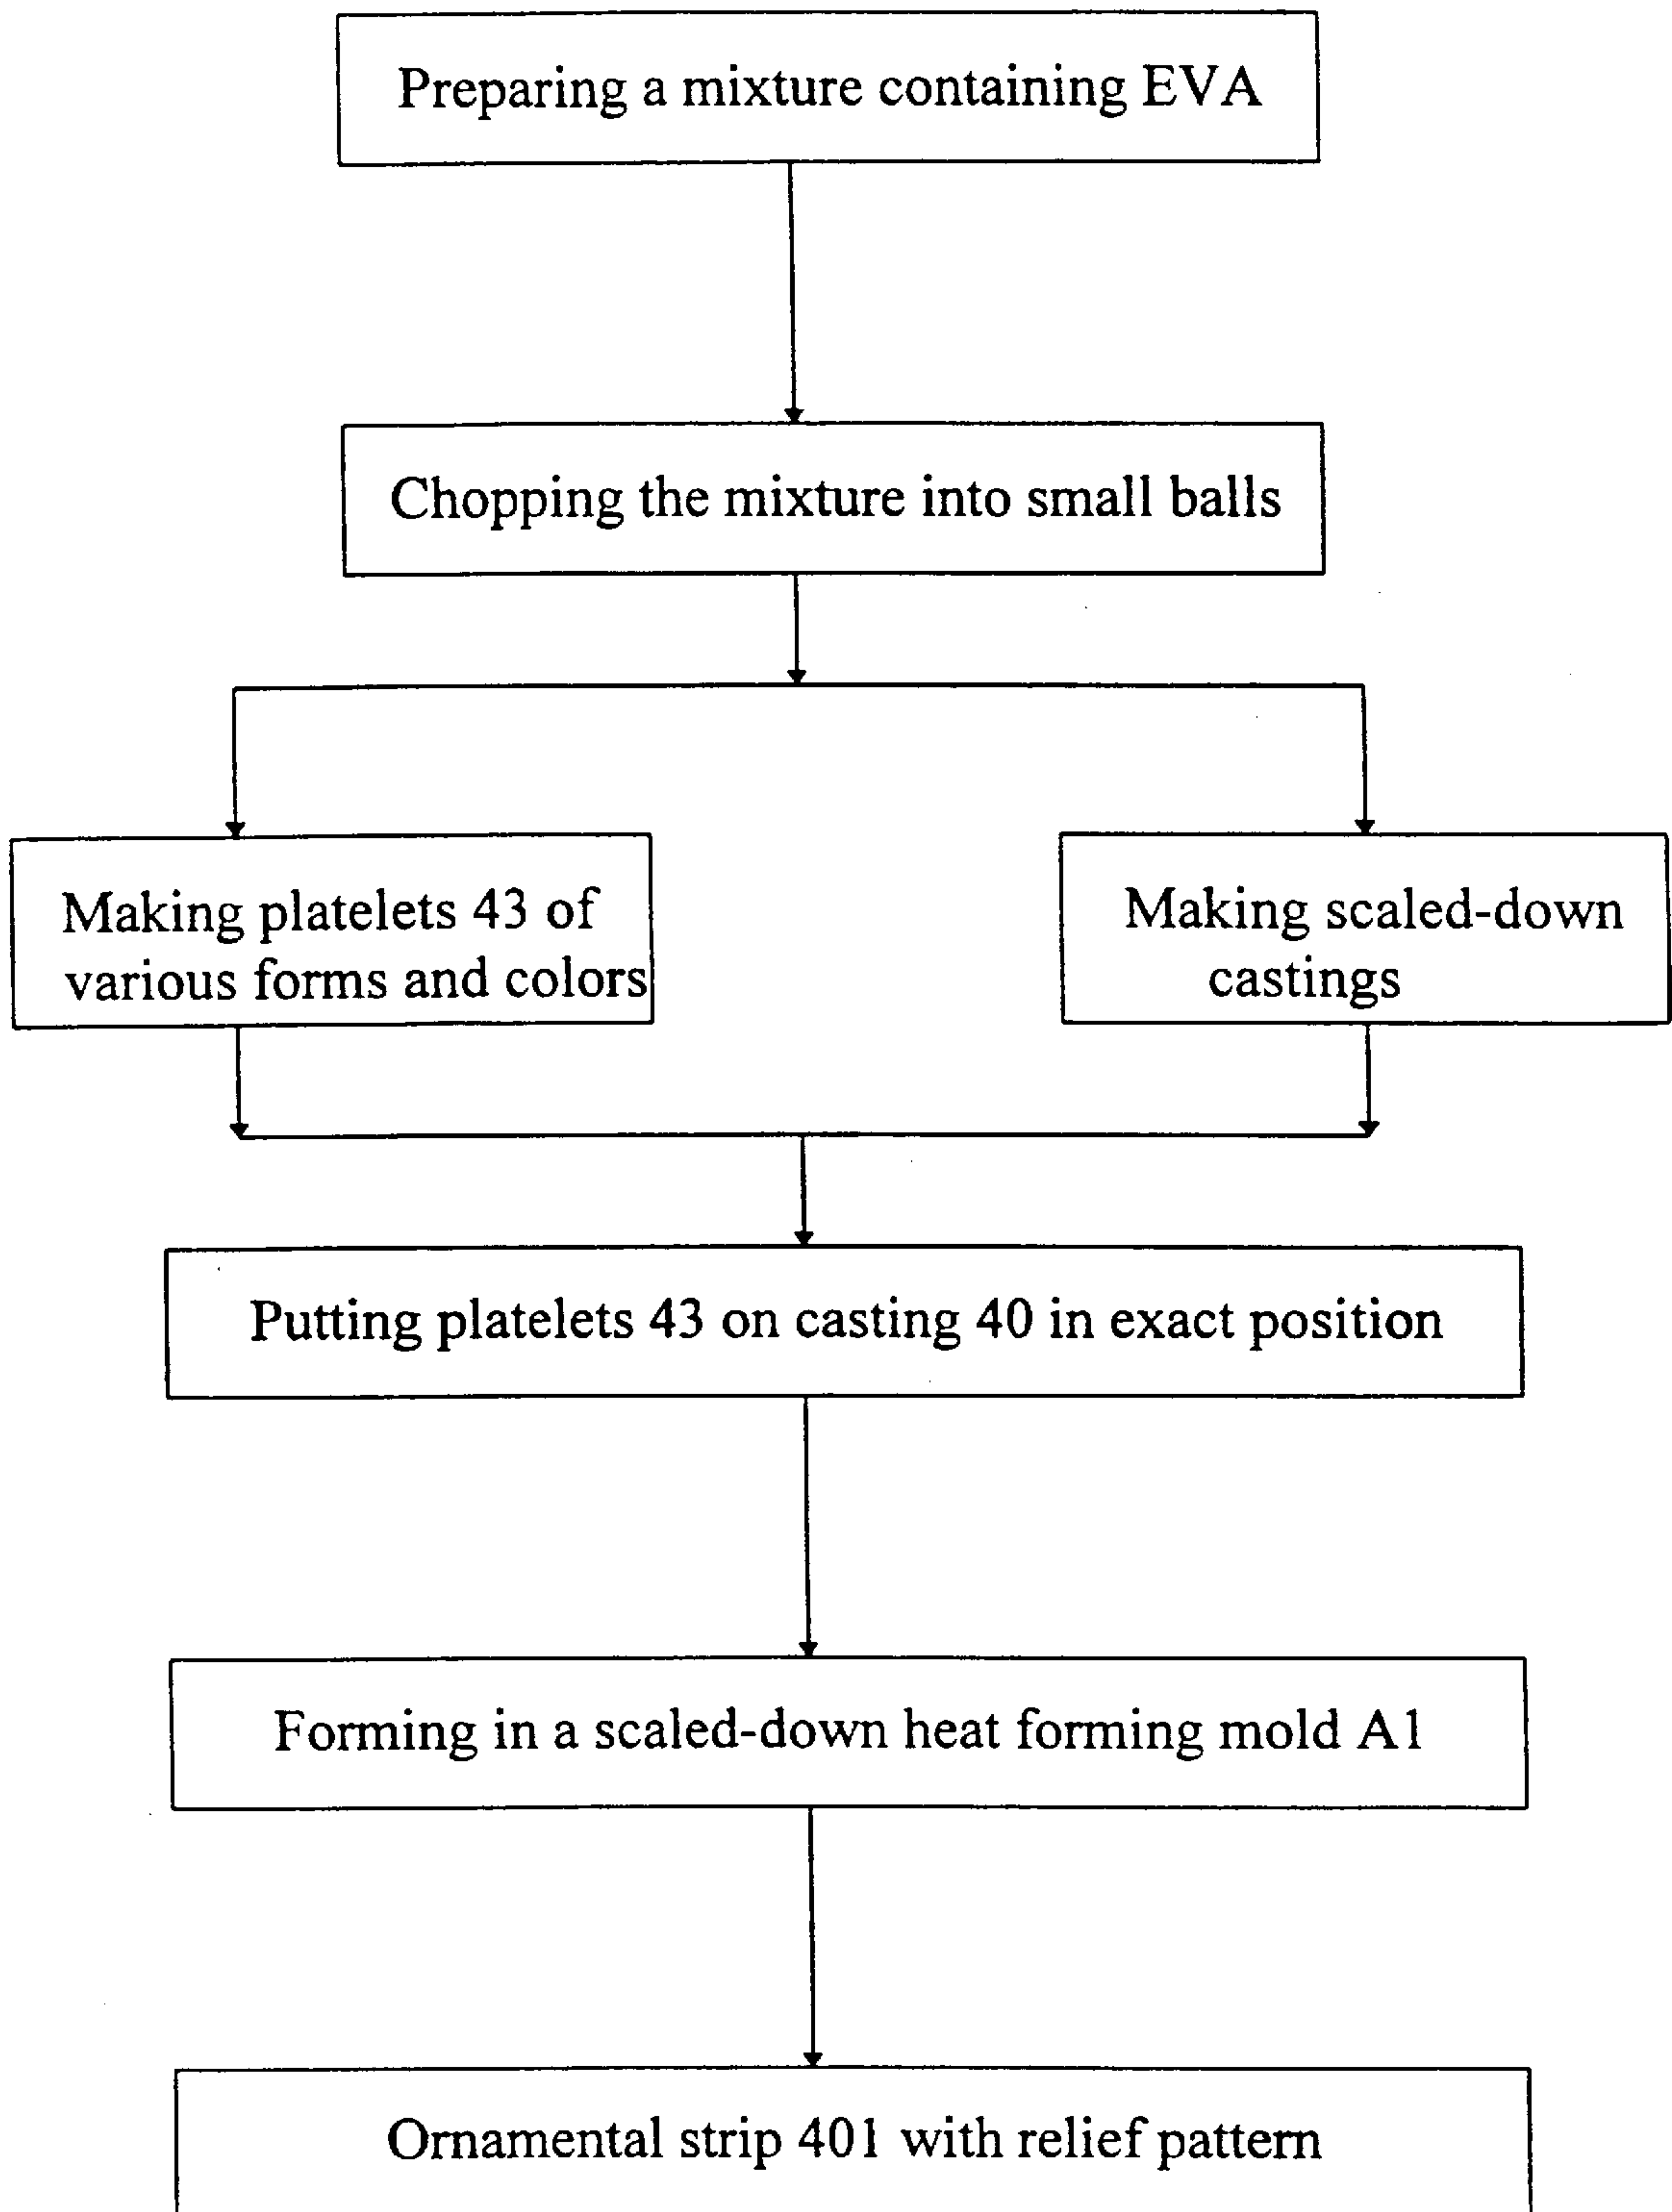 Preparing a mixture containing EVA
Chopping the mixture into small balls
Making platelets 43 of
various forms and colors
Making scaled-down
castings
Putting platelets 43 on casting 40 in exact position
Forming in a scaled-down heat forming mold A1
Ornamental strip 401 with relief pattern